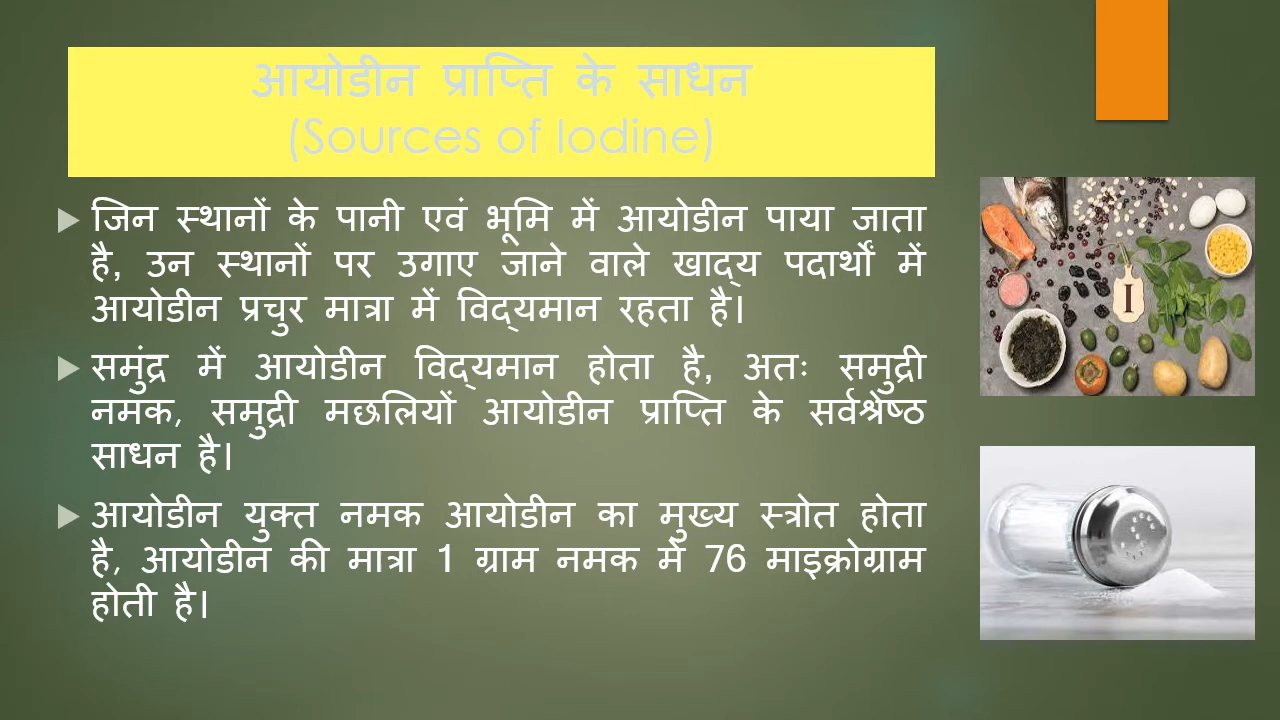 आयोडीन प्राप्ति के साधन
(Sources of Iodine)
जिन स्थानों के पानी एवं भूमि में आयोडीन पाया जाता
है, उन स्थानों पर उगाए जाने वाले खाद्य पदार्थों में
आयोडीन प्रचुर मात्रा में विद्यमान रहता है।
समुंद्र में आयोडीन विद्यमान होता है, अतः समुद्री
नमक, समुद्री मछलियों आयोडीन प्राप्ति के सर्वश्रेष्ठ
साधन है।
आयोडीन युक्त नमक आयोडीन का मुख्य स्त्रोत होता
है, आयोडीन की मात्रा 1 ग्राम नमक में 76 माइक्रोग्राम
होती है।
I